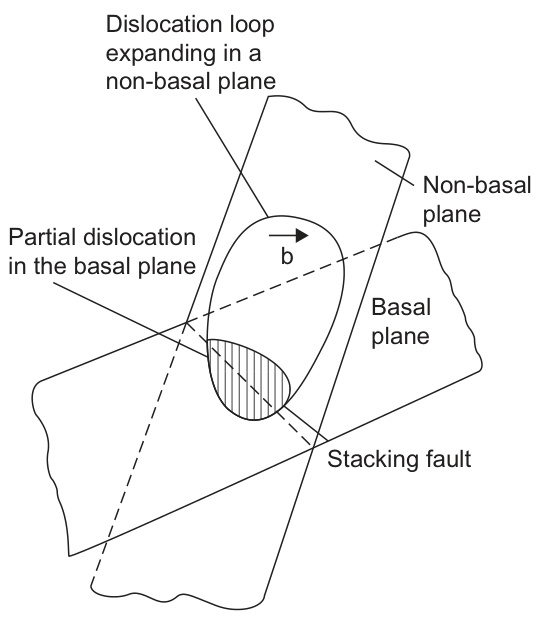 Dislocation loop
expanding in a
non-basal plane
Non-basal
plane
Partial dislocation
in the basal plane
b
Basal
plane
Stacking fault